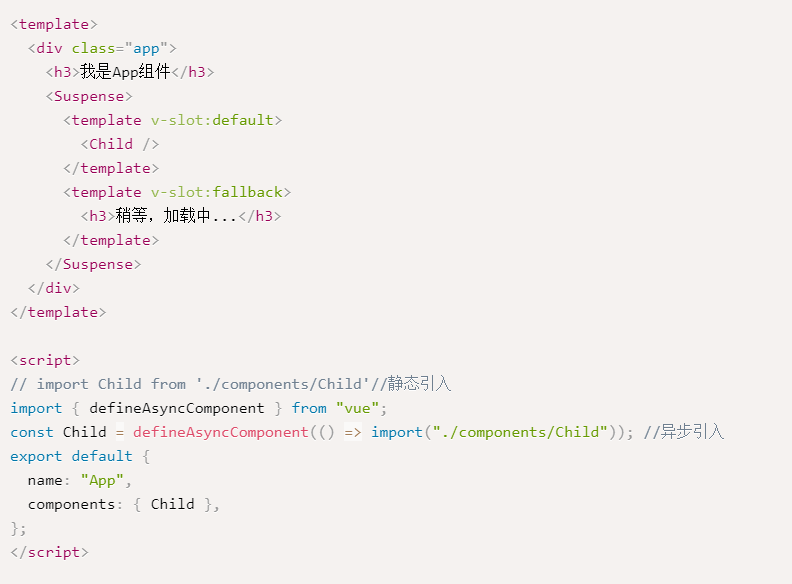 <template>
  <div class="app">
    <h3>我是App组件</h3>
    <Suspense>
      <template v-slot:default>
        <Child />
      </template>
      <template v-slot:fallback>
        <h3>稍等，加载中...</h3>
      </template>
    </Suspense>
  </div>
</template>

<script>
// import Child from './components/Child'//静态引入
import { defineAsyncComponent } from "vue";
const Child = defineAsyncComponent(() => import("./components/Child")); //异步引入
export default {
  name: "App",
  components: { Child },
};
</script>